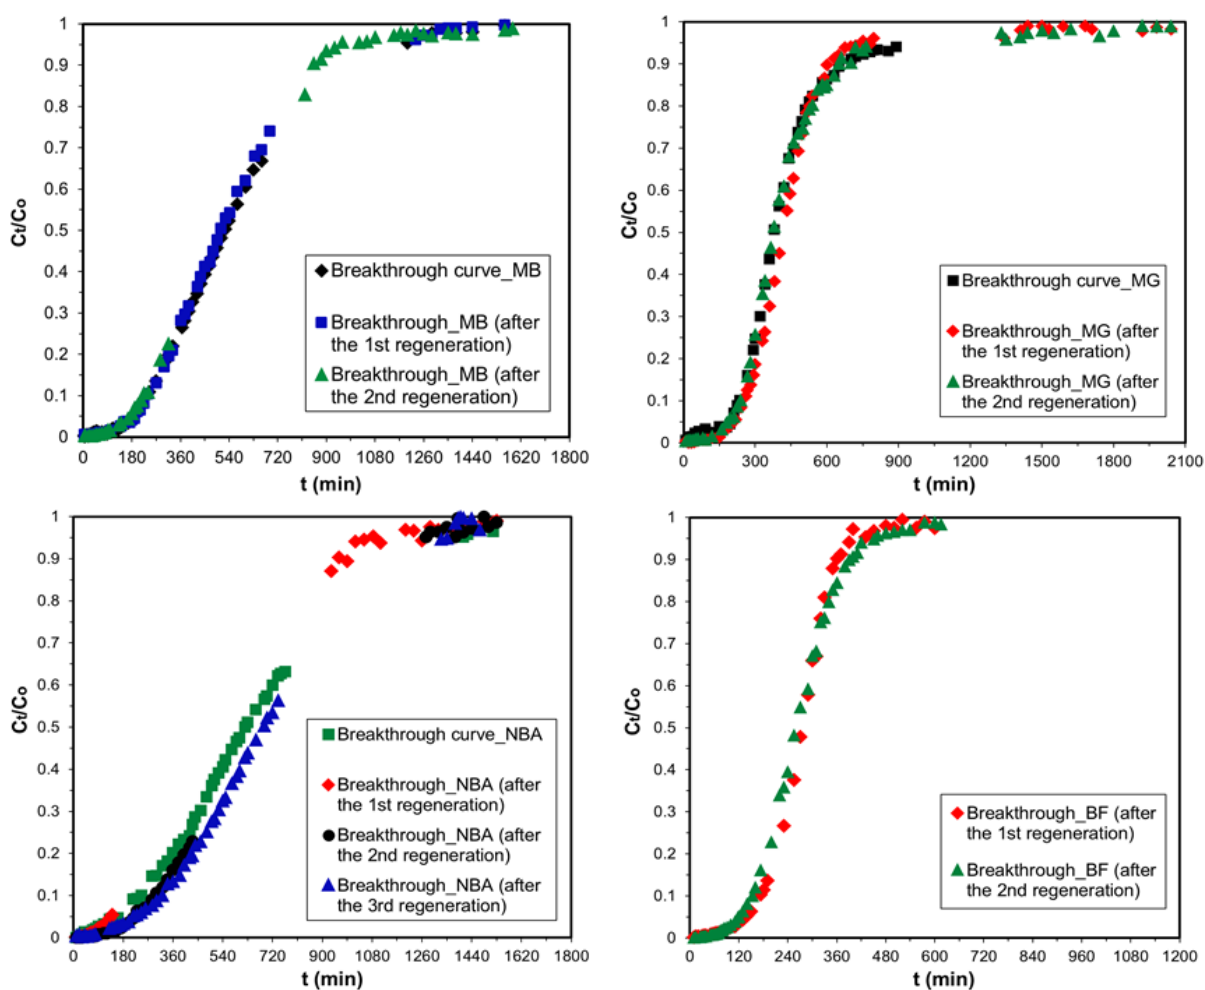 1
0.9
0.8
0.7
0.6
0.5
0.4
0.3
0.2
0.1
0
Ct/Co
0 180 360 540 720 900 1080 1260 1440 1620 1800
t (min)
Breakthrough curve_MB
Breakthrough_MB (after
the 1st regeneration)
Breakthrough_MB (after
the 2nd regeneration)
1
0.9
0.8
0.7
0.6
0.5
0.4
0.3
0.2
0.1
0
Ct/Co
0 300 600 900 1200 1500 1800 2100
t (min)
Breakthrough curve_MG
Breakthrough_MG (after
the 1st regeneration)
Breakthrough_MG (after
the 2nd regeneration)
1
0.9
0.8
0.7
0.6
0.5
0.4
0.3
0.2
0.1
0
Ct/Co
0 180 360 540 720 900 1080 1260 1440 1620 1800
t (min)
Breakthrough curve_NBA
Breakthrough_NBA (after
the 1st regeneration)
Breakthrough_NBA (after
the 2nd regeneration)
Breakthrough_NBA (after
the 3rd regeneration)
1
0.9
0.8
0.7
0.6
0.5
0.4
0.3
0.2
0.1
0
Ct/Co
0 120 240 360 480 600 720 840 960 1080 1200
t (min)
Breakthrough_BF (after
the 1st regeneration)
Breakthrough_BF (after
the 2nd regeneration)